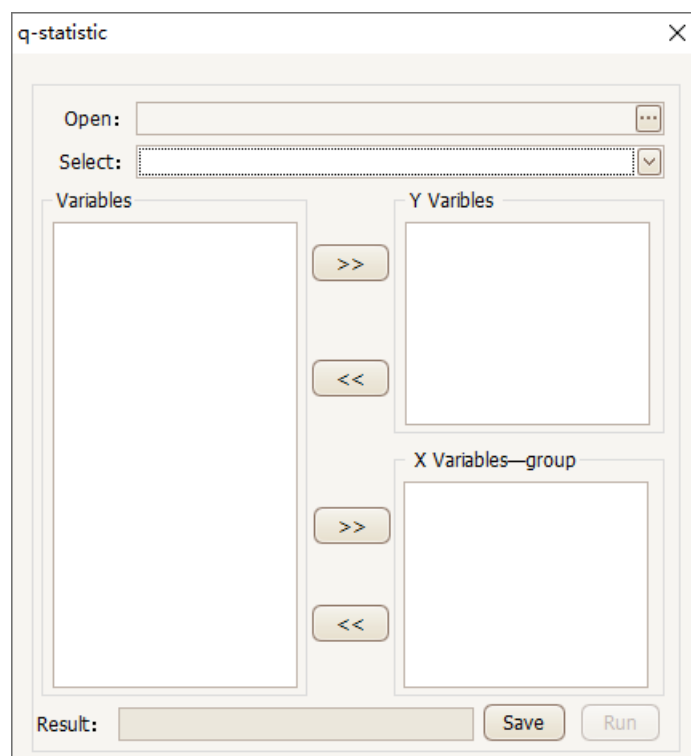 q-statistic
Open:
...
Select:
Variables
Y Varibles
>>
<<
X Variables—group
>>
<<
Result:
Save
Run